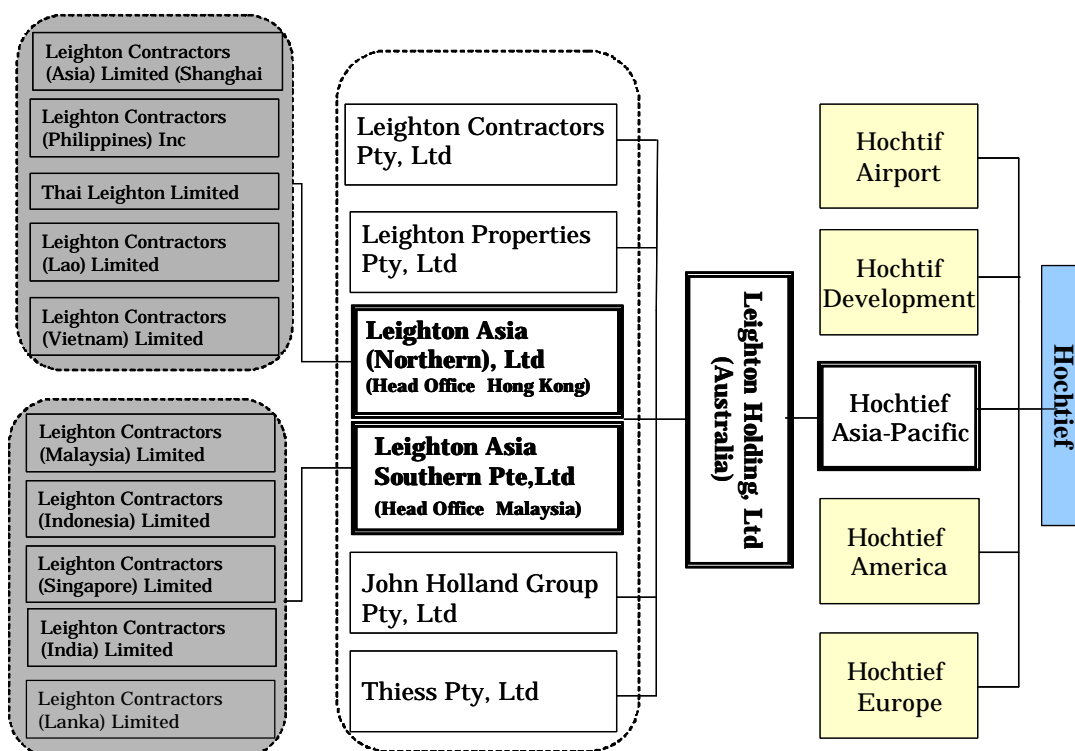 Leighton Contractors
(Asia) Limited (Shanghai
Leighton Contractors
(Philippines) Inc
Thai Leighton Limited
Leighton Contractors
(Lao) Limited
Leighton Contractors
(Vietnam) Limited
Leighton Contractors
(Malaysia) Limited
Leighton Contractors
(Indonesia) Limited
Leighton Contractors
(Singapore) Limited
Leighton Contractors
(India) Limited
Leighton Contractors
(Lanka) Limited
Leighton Contractors
Pty, Ltd
Leighton Properties
Pty, Ltd
Leighton Asia
(Northern), Ltd
(Head Office Hong Kong)
Leighton Asia
Southern Pte,Ltd
(Head Office Malaysia)
John Holland Group
Pty, Ltd
Thiess Pty, Ltd
Leighton Holding, Ltd
(Australia)
Hochtif
Airport
Hochtif
Development
Hochtief
Asia-Pacific
Hochtief
America
Hochtief
Europe
Hochtief